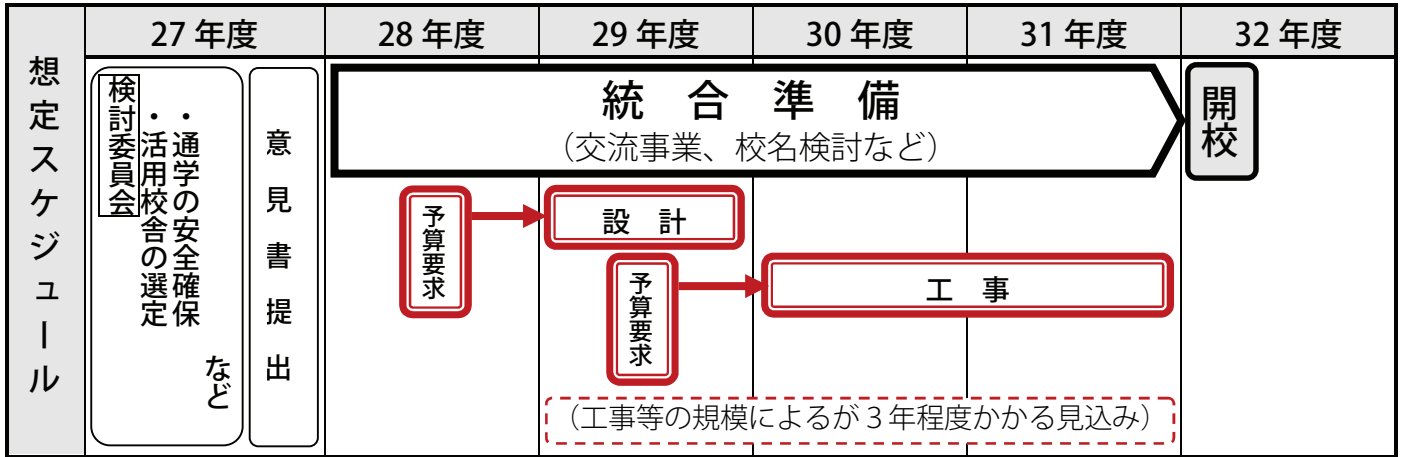 想定スケジュール
27年度
28年度
29年度
30年度
31年度
32年度
検討委員会
・通学の安全確保
・活用校舎の選定
など
意見書提出
統合準備
（交流事業、校名検討など）
開校
予算要求
設計
予算要求
工事
（工事等の規模によるが３年程度かかる見込み）